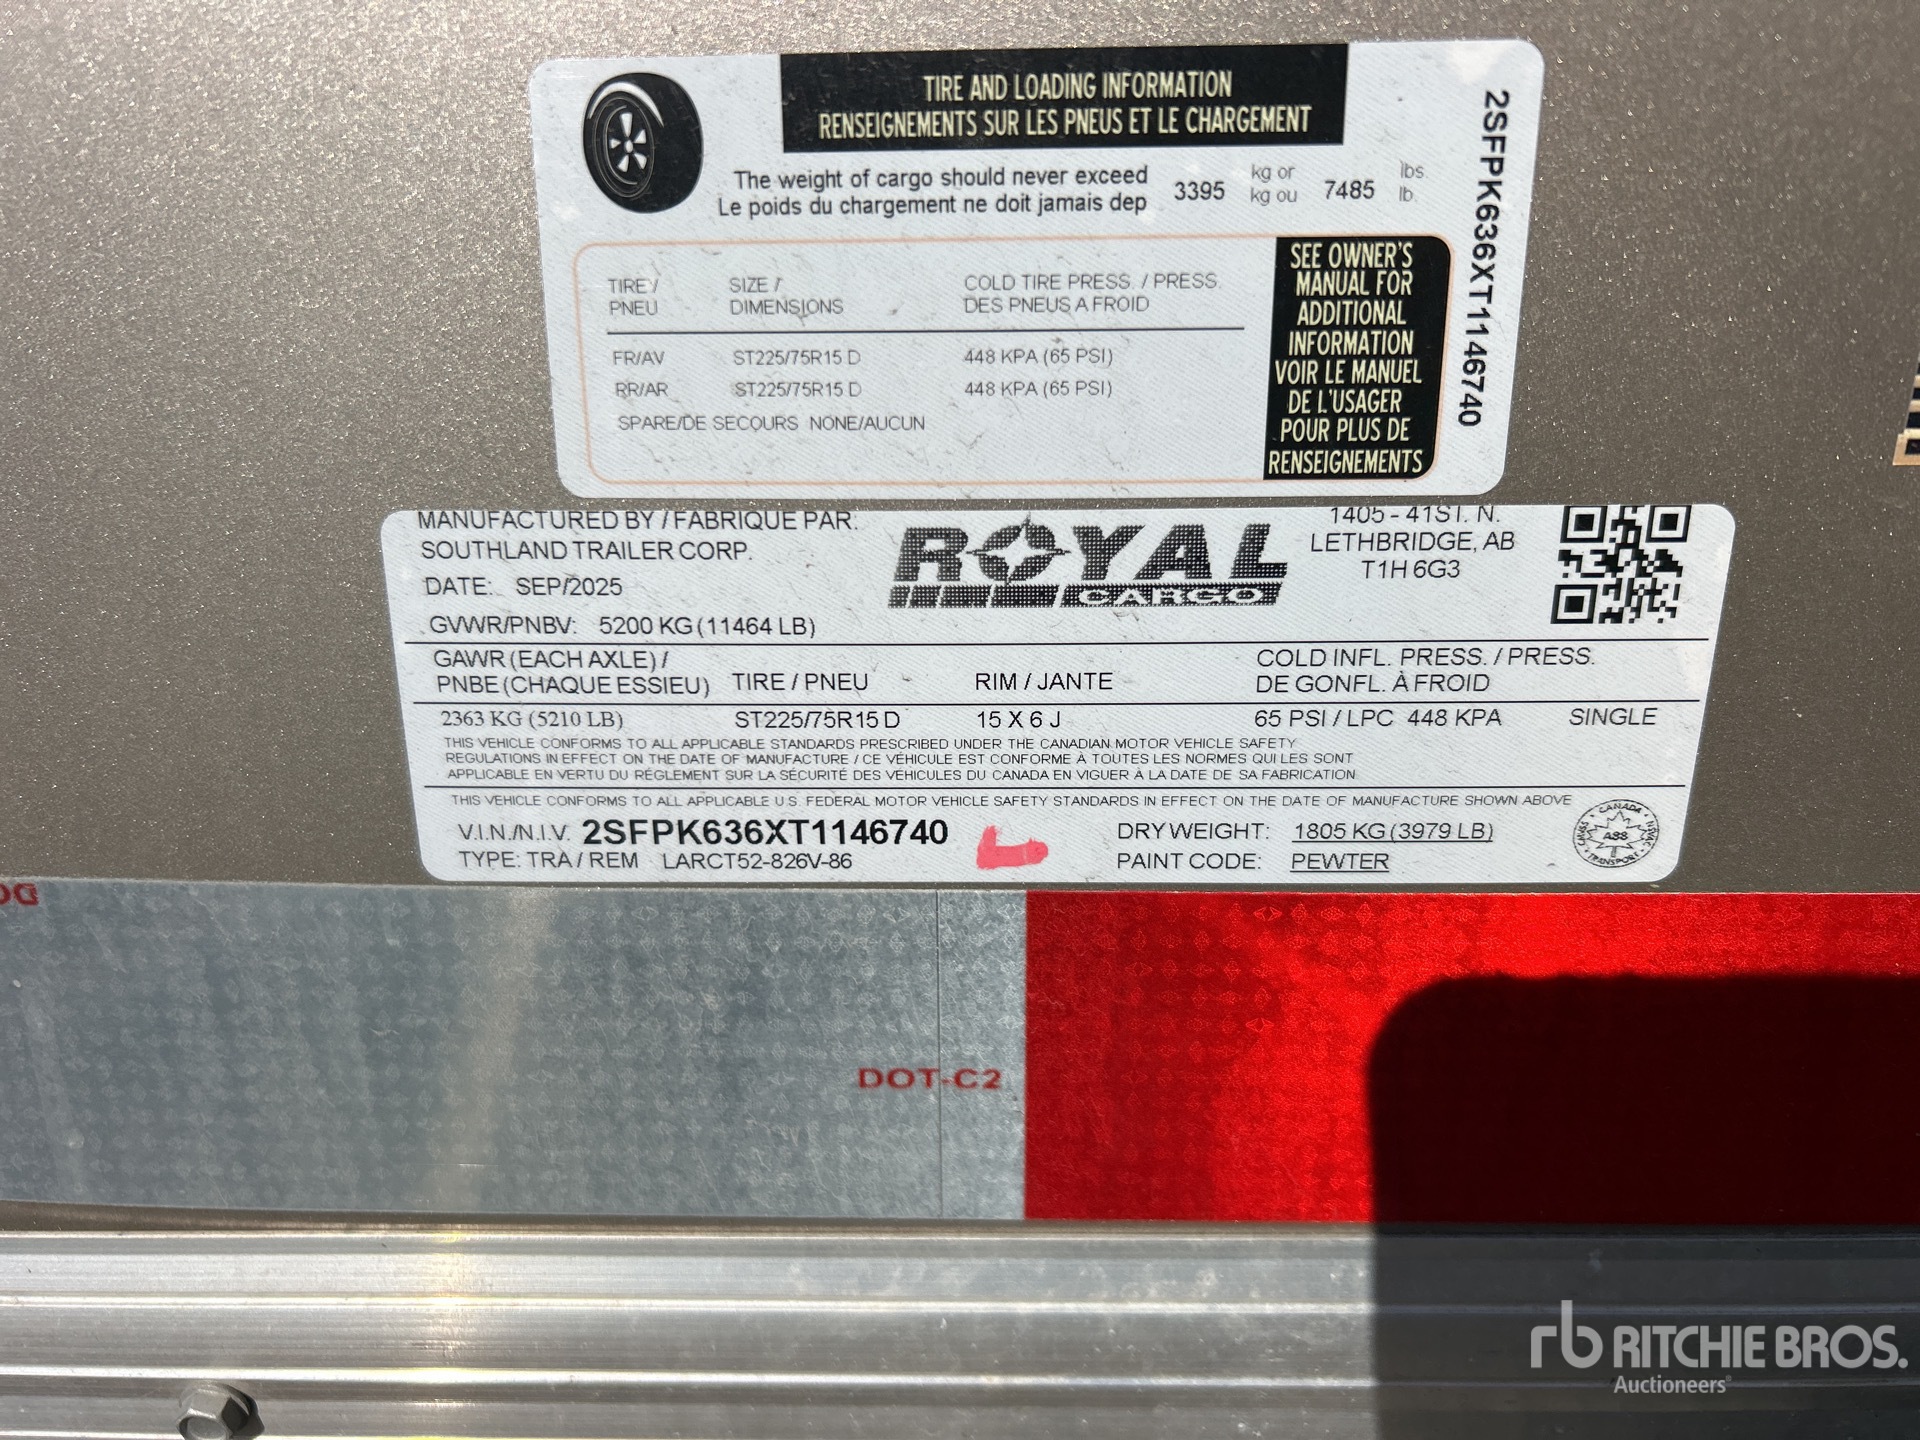 TIRE AND LOADING INFORMATION
RENSEIGNEMENTS SUR LES PNEUS ET LE CHARGEMENT
The weight of cargo should never exceed
Le poids du chargement ne doit jamais dep
3395 kg or 7485 lbs
kg ou lb.
TIRE / SIZE / COLD TIRE PRESS. / PRESS.
PNEU DIMENSIONS DES PNEUS A FROID
FR/AV ST225/75R15 D 448 KPA (65 PSI)
RR/AR ST225/75R15 D 448 KPA (65 PSI)
SPARE/DE SECOURS NONE/AUCUN
SEE OWNER'S
MANUAL FOR
ADDITIONAL
INFORMATION
VOIR LE MANUEL
DE L'USAGER
POUR PLUS DE
RENSEIGNEMENTS
2SFPK636XT1146740
MANUFACTURED BY / FABRIQUE PAR:
SOUTHLAND TRAILER CORP.
DATE: SEP/2025
GVWR/PNBV: 5200 KG (11464 LB)
ROYAL
CARGO
1405 - 41ST. N.
LETHBRIDGE, AB
T1H 6G3
GAWR (EACH AXLE) / COLD INFL. PRESS. / PRESS.
PNBE (CHAQUE ESSIEU) TIRE / PNEU RIM / JANTE DE GONFL. À FROID
2363 KG (5210 LB) ST225/75R15 D 15 X 6 J 65 PSI / LPC 448 KPA SINGLE
THIS VEHICLE CONFORMS TO ALL APPLICABLE STANDARDS PRESCRIBED UNDER THE CANADIAN MOTOR VEHICLE SAFETY
REGULATIONS IN EFFECT ON THE DATE OF MANUFACTURE / CE VÉHICULE EST CONFORME À TOUTES LES NORMES QUI LES SONT
APPLICABLE EN VERTU DU RÉGLEMENT SUR LA SÉCURITÉ DES VÉHICULES DU CANADA EN VIGUER À LA DATE DE SA FABRICATION.
THIS VEHICLE CONFORMS TO ALL APPLICABLE U.S. FEDERAL MOTOR VEHICLE SAFETY STANDARDS IN EFFECT ON THE DATE OF MANUFACTURE SHOWN ABOVE
V.I.N./N.I.V. 2SFPK636XT1146740 DRY WEIGHT: 1805 KG (3979 LB)
TYPE: TRA / REM LARCT52-826V-86 PAINT CODE: PEWTER
CANADA
TRANSPORT
DOT-C2
rb RITCHIE BROS.
Auctioneers